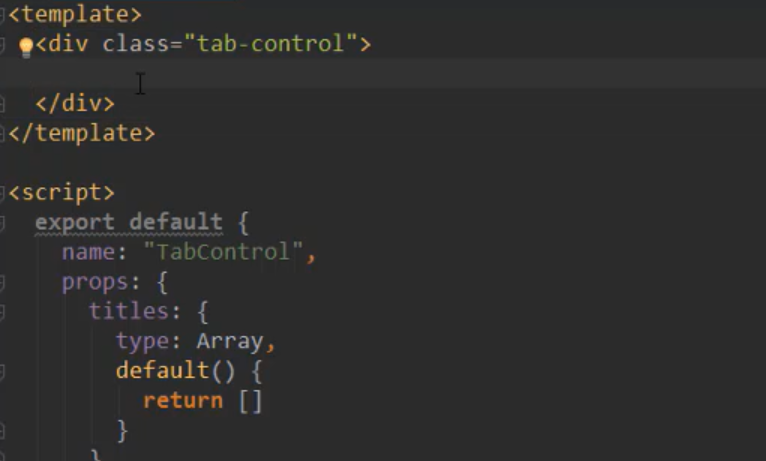 <template>
<div class="tab-control">
</div>
</template>
<script>
export default {
name: "TabControl",
props: {
titles: {
type: Array,
default() {
return []
}
}